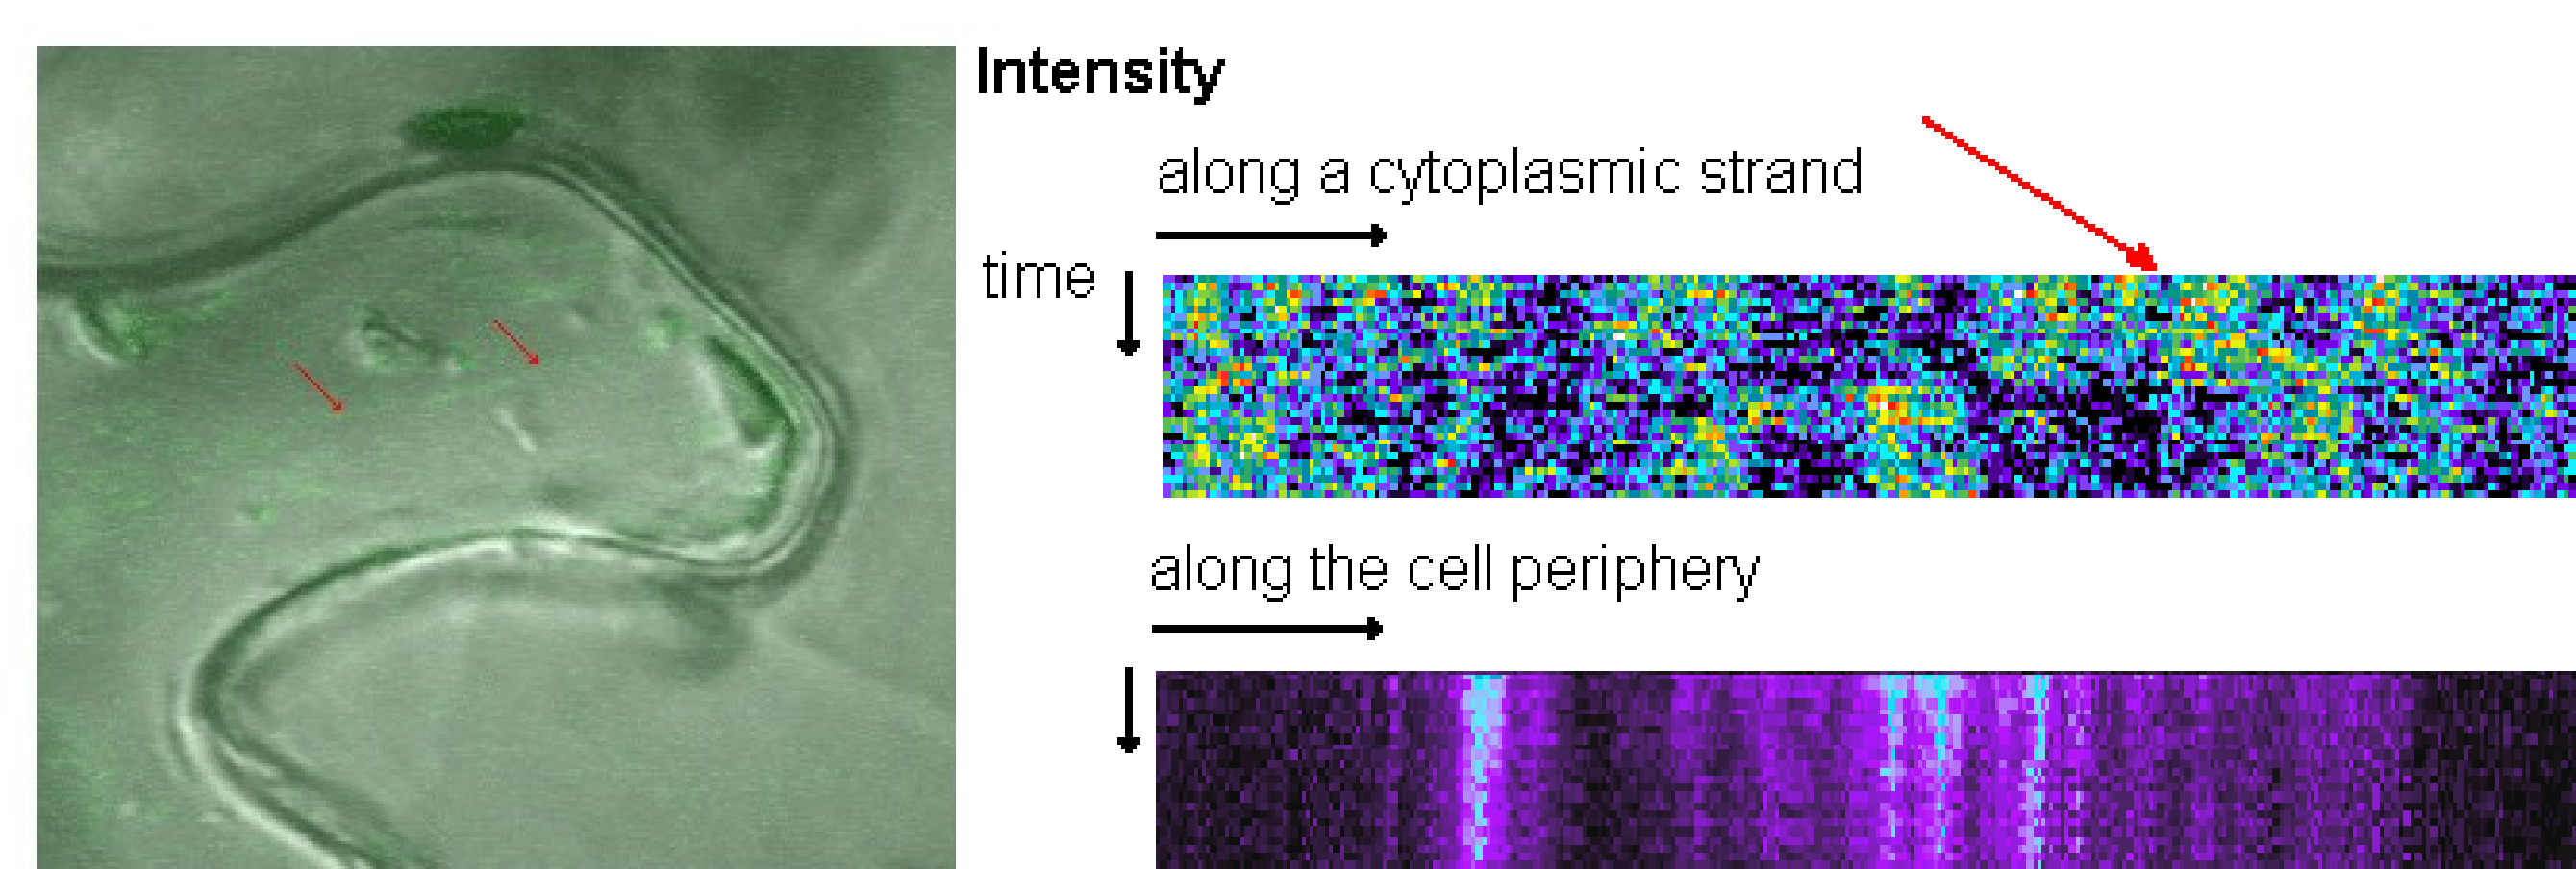 Intensity
along a cytoplasmic strand
time
along the cell periphery